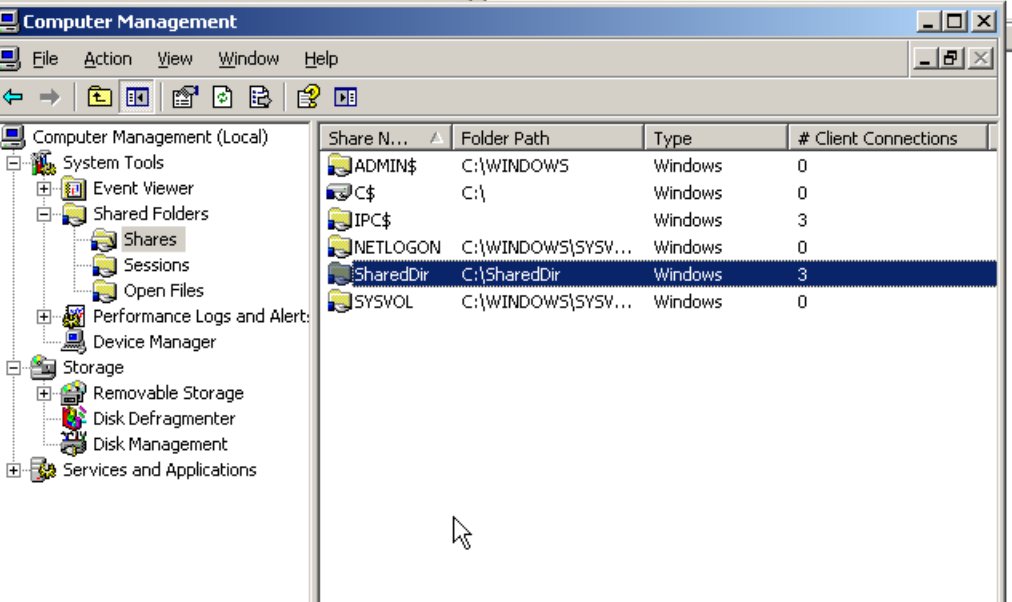 Computer Management
File Action View Window Help
Computer Management (Local)
System Tools
Event Viewer
Shared Folders
Shares
Sessions
Open Files
Performance Logs and Alert
Device Manager
Storage
Removable Storage
Disk Defragmenter
Disk Management
Services and Applications
Share N... Folder Path Type # Client Connections
ADMIN$ C:\WINDOWS Windows 0
C$ C:\ Windows 0
IPC$ Windows 3
NETLOGON C:\WINDOWS\SYSV... Windows 0
SharedDir C:\SharedDir Windows 3
SYSVOL C:\WINDOWS\SYSV... Windows 0